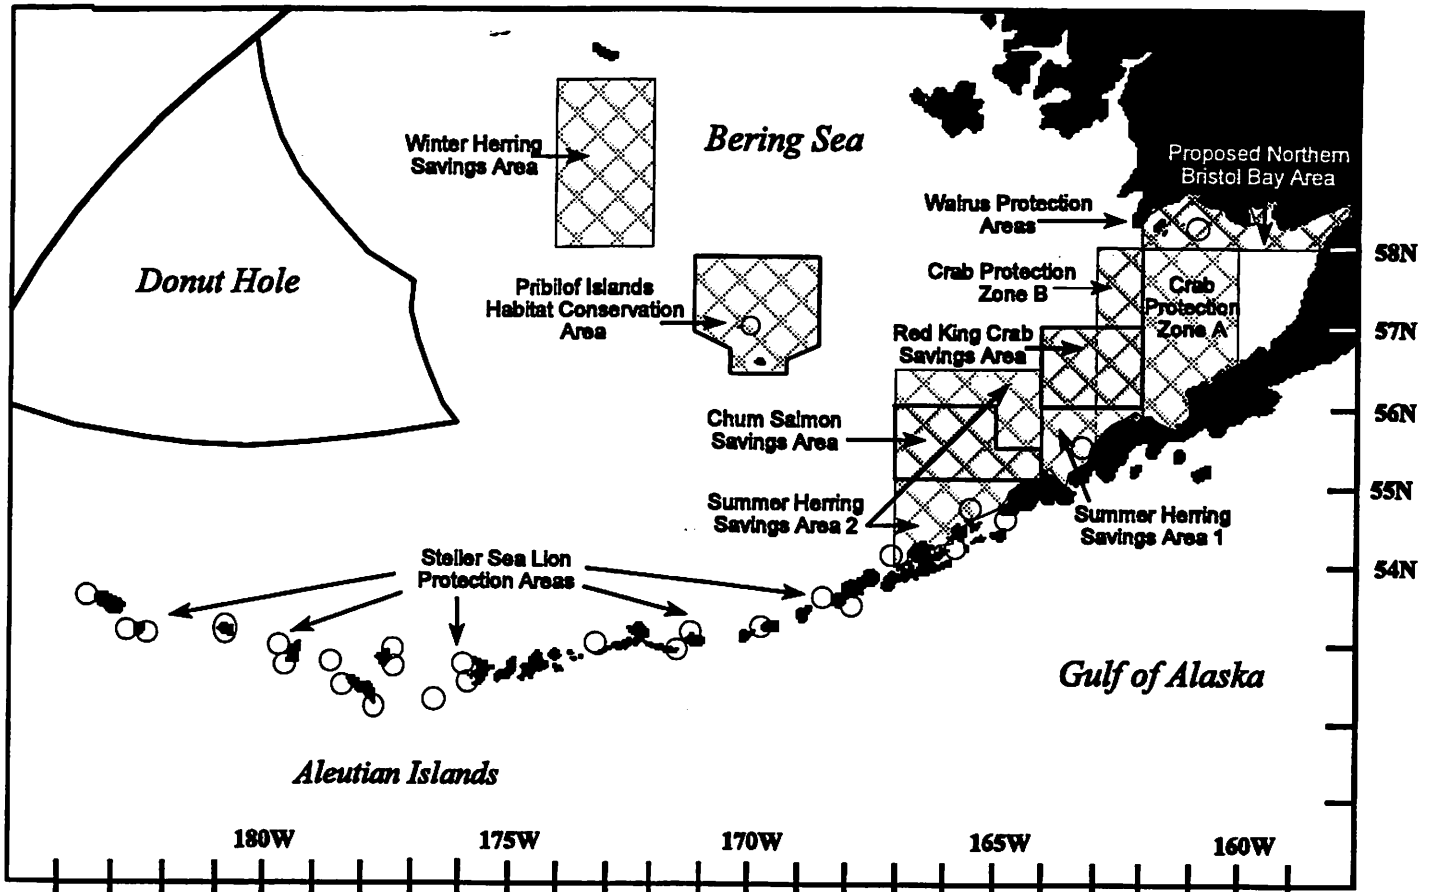 Winter Herring
Savings Area
Bering Sea
Proposed Northern
Bristol Bay Area
Walrus Protection
Areas
58N
Donut Hole
Pribilof Islands
Habitat Conservation
Area
Crab Protection
Zone B
Crab
Protection
Zone A
57N
Red King Crab
Savings Area
56N
Chum Salmon
Savings Area
55N
Summer Herring
Savings Area 2
Summer Herring
Savings Area 1
Steller Sea Lion
Protection Areas
54N
Gulf of Alaska
Aleutian Islands
180W
175W
170W
165W
160W